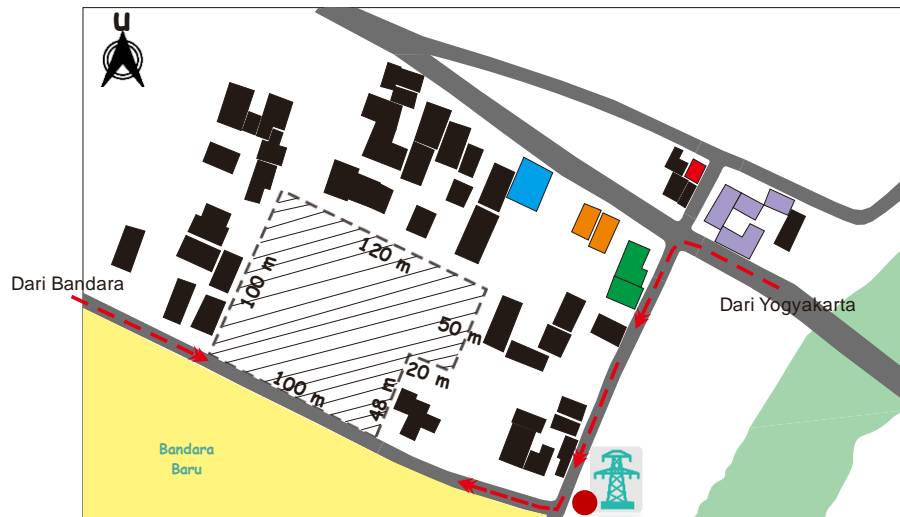 u
120 m
100 m
Dari Bandara
Dari Yogyakarta
50 m
20 m
100 m
48 m
Bandara
Baru